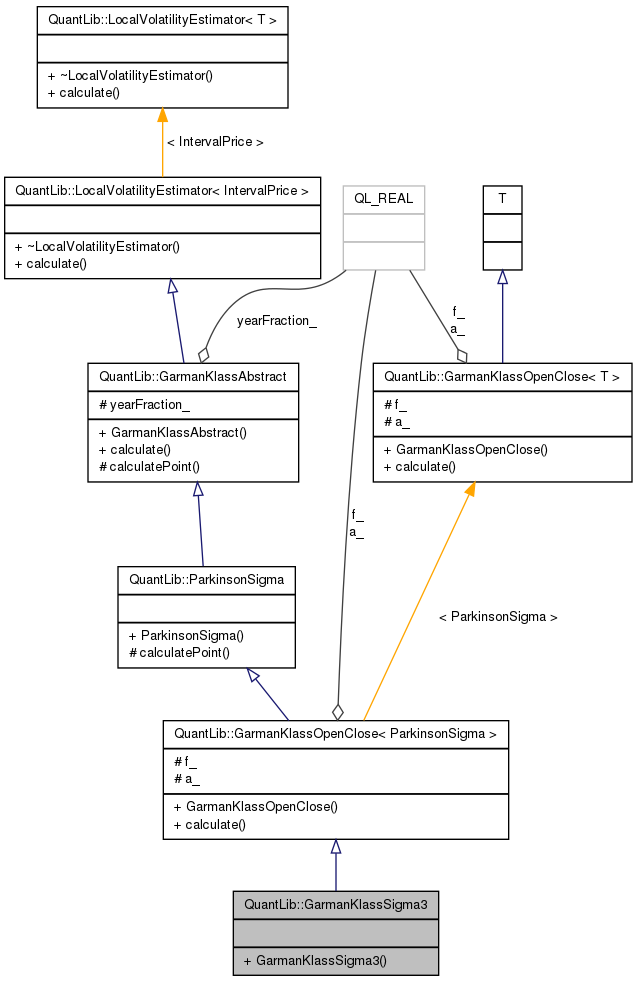 QuantLib::LocalVolatilityEstimator< T >
+ ~LocalVolatilityEstimator()
+ calculate()
< IntervalPrice >
QuantLib::LocalVolatilityEstimator< IntervalPrice >
+ ~LocalVolatilityEstimator()
+ calculate()
QL_REAL
T
yearFraction_
f_
a_
QuantLib::GarmanKlassAbstract
# yearFraction_
+ GarmanKlassAbstract()
+ calculate()
# calculatePoint()
QuantLib::GarmanKlassOpenClose< T >
# f_
# a_
+ GarmanKlassOpenClose()
+ calculate()
f_
a_
QuantLib::ParkinsonSigma
+ ParkinsonSigma()
# calculatePoint()
< ParkinsonSigma >
QuantLib::GarmanKlassOpenClose< ParkinsonSigma >
# f_
# a_
+ GarmanKlassOpenClose()
+ calculate()
QuantLib::GarmanKlassSigma3
+ GarmanKlassSigma3()